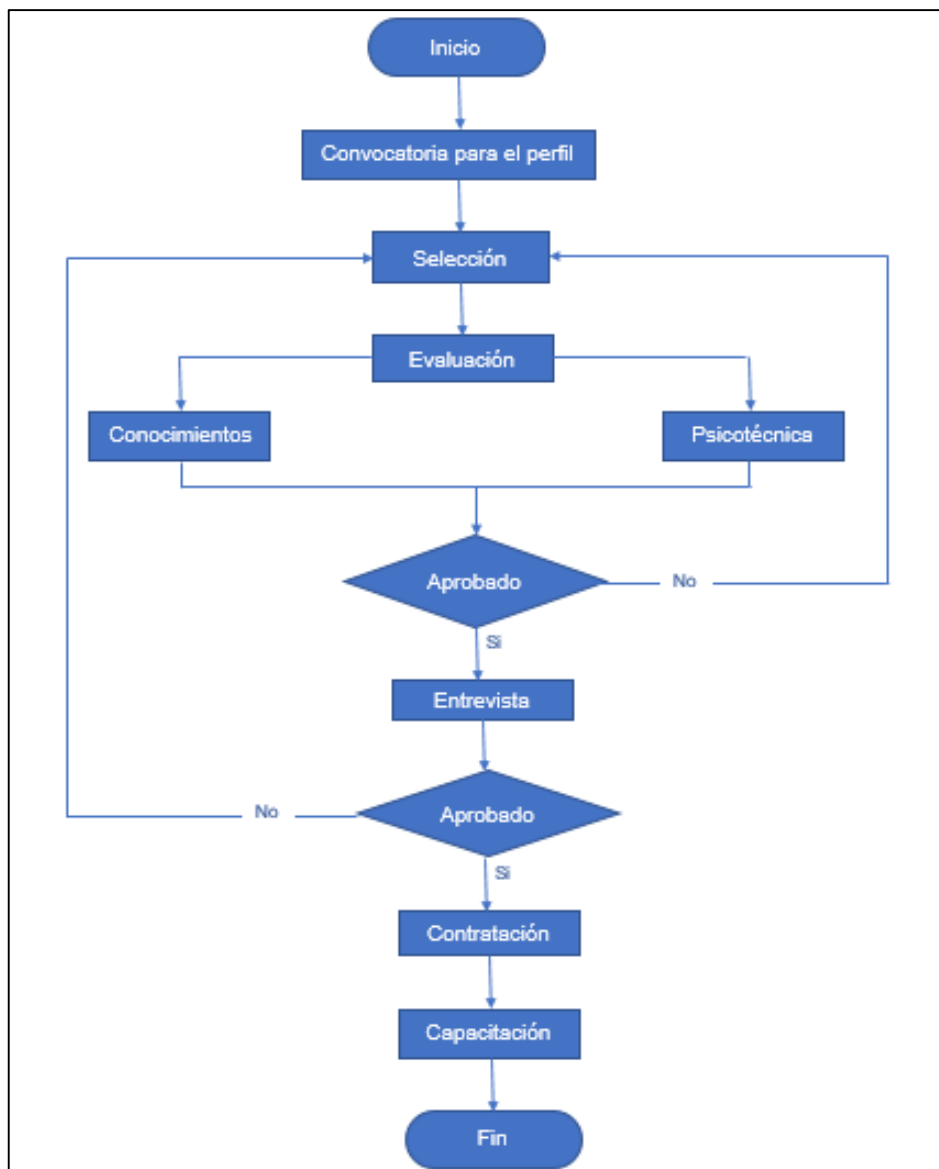 Inicio
Convocatoria para el perfil
Selección
Evaluación
Conocimientos
Psicotécnica
Aprobado
No
Si
Entrevista
No
Aprobado
Si
Contratación
Capacitación
Fin